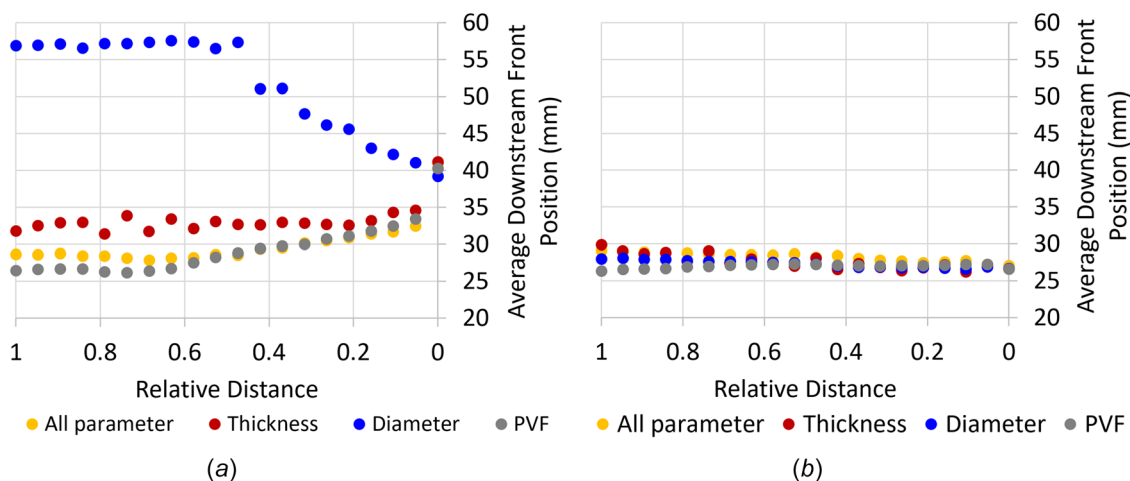 60
55
50
45
40
35
30
25
20
Average Downstream Front
Position (mm)
1 0.8 0.6 0.4 0.2 0
Relative Distance
All parameter Thickness Diameter PVF
(a)
60
55
50
45
40
35
30
25
20
Average Downstream Front
Position (mm)
1 0.8 0.6 0.4 0.2 0
Relative Distance
All parameter Thickness Diameter PVF
(b)